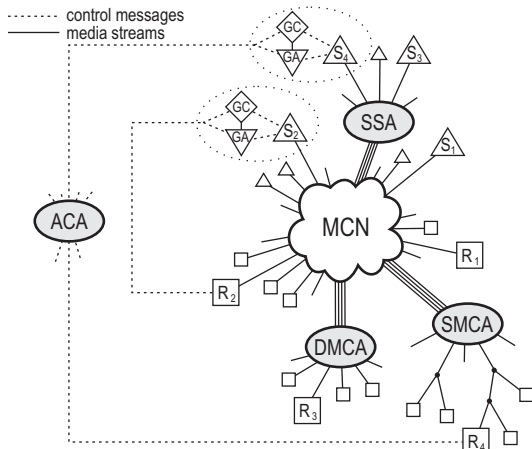 control messages
media streams
GC
GA
S4
S3
SSA
GC
GA
S2
S1
ACA
MCN
R1
R2
SMCA
DMCA
R3
R4